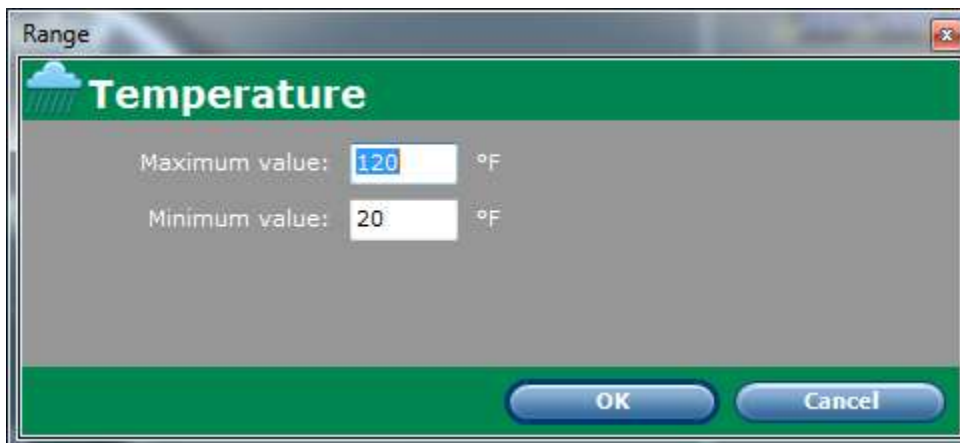 Range
Temperature
Maximum value: 120 °F
Minimum value: 20 °F
OK Cancel